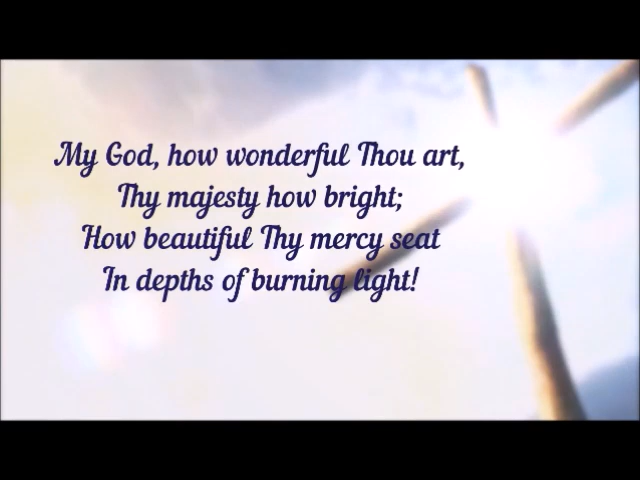 My God, how wonderful Thou art,
Thy majesty how bright;
How beautiful Thy mercy seat
In depths of burning light!